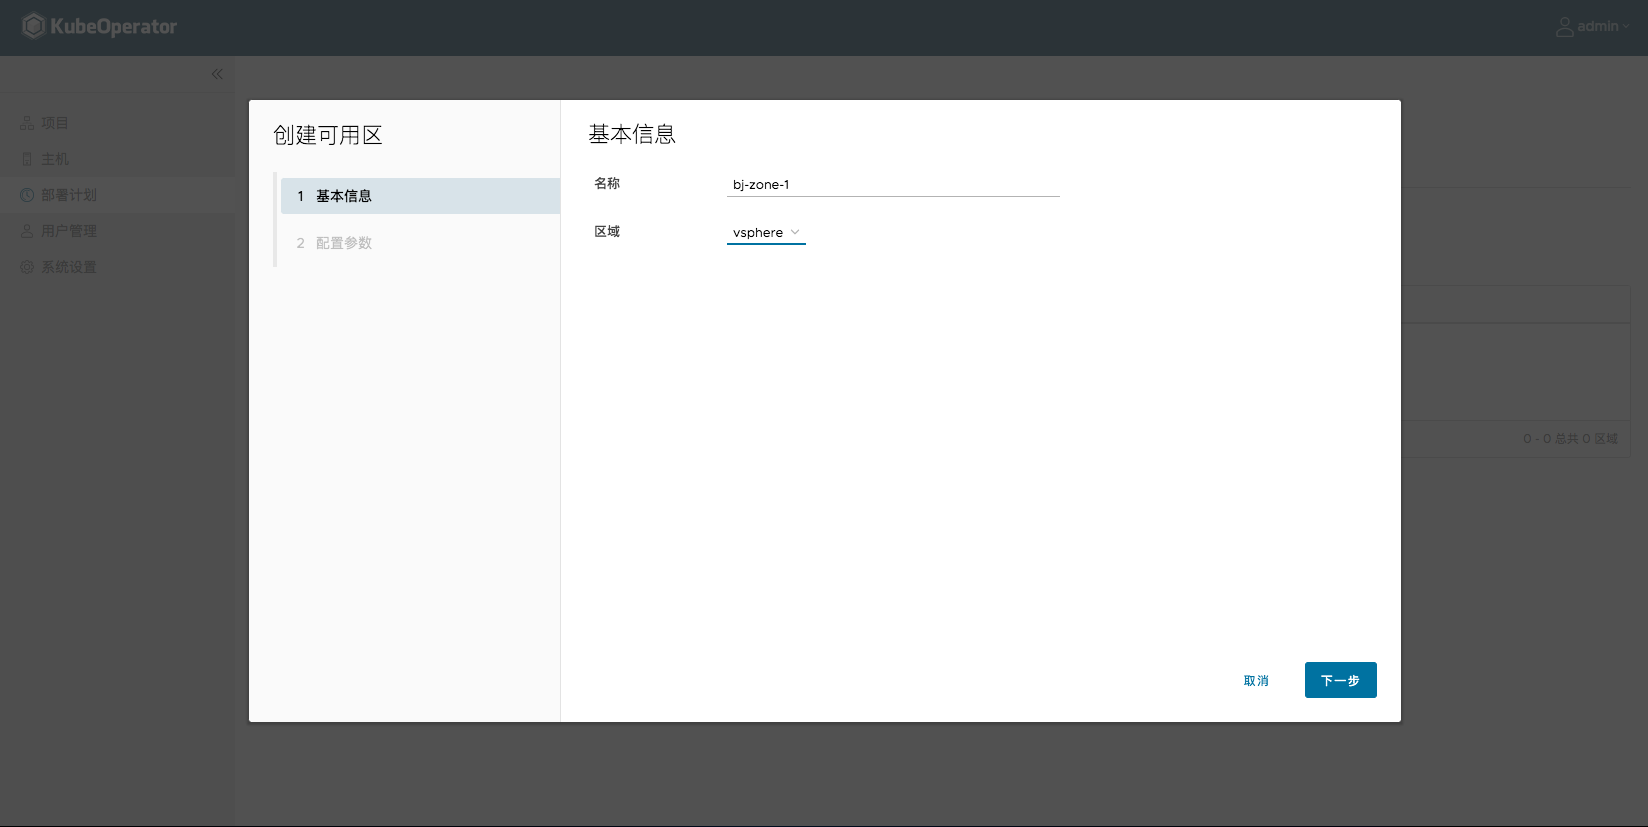 KubeOperator
admin
项目
主机
部署计划
用户管理
系统设置
创建可用区
1 基本信息
2 配置参数
基本信息
名称 bj-zone-1
区域 vsphere
0 - 0 总共 0 区域
取消 下一步